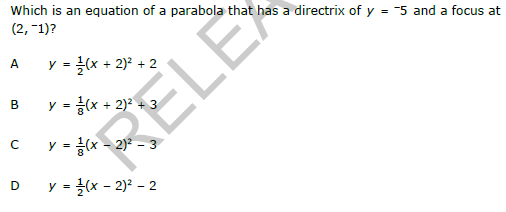 Which is an equation of a parabola that has a directrix of y = ⁻5 and a focus at
(2, ⁻1)?
A y = 1/2(x + 2)² + 2
B y = 1/8(x + 2)² + 3
C y = 1/8(x − 2)² − 3
D y = 1/2(x − 2)² − 2